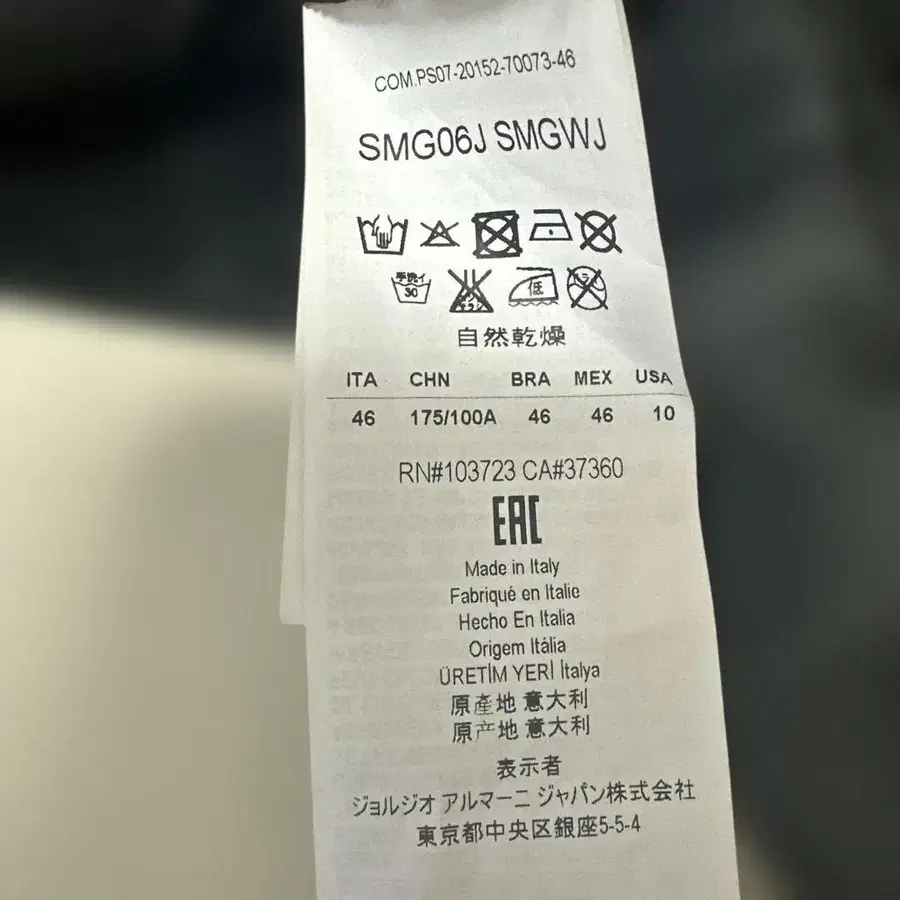 COM.PS07-20152-70073-46
SMG06J SMGWJ
手洗イ
30
低
自然乾燥
ITA CHN BRA MEX USA
46 175/100A 46 46 10
RN#103723 CA#37360
EAC
Made in Italy
Fabriqué en Italie
Hecho En Italia
Origem Itália
ÜRETİM YERİ İtalya
原產地 意大利
原产地 意大利
表示者
ジョルジオ アルマーニ ジャパン株式会社
東京都中央区銀座5-5-4